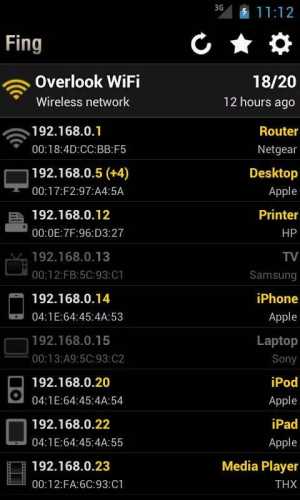 3G 11:12
Fing
Overlook WiFi 18/20
Wireless network 12 hours ago
192.168.0.1 Router
00:18:4D:CC:BB:F5 Netgear
192.168.0.5 (+4) Desktop
00:17:F2:97:A4:5A Apple
192.168.0.12 Printer
00:0E:7F:96:D3:27 HP
192.168.0.13 TV
00:12:FB:5C:93:C1 Samsung
192.168.0.14 iPhone
04:1E:64:45:4A:53 Apple
192.168.0.15 Laptop
00:13:A9:5C:93:C2 Sony
192.168.0.20 iPod
04:1E:64:45:4A:54 Apple
192.168.0.22 iPad
04:1E:64:45:4A:55 Apple
192.168.0.23 Media Player
00:12:FA:6C:93:C1 THX